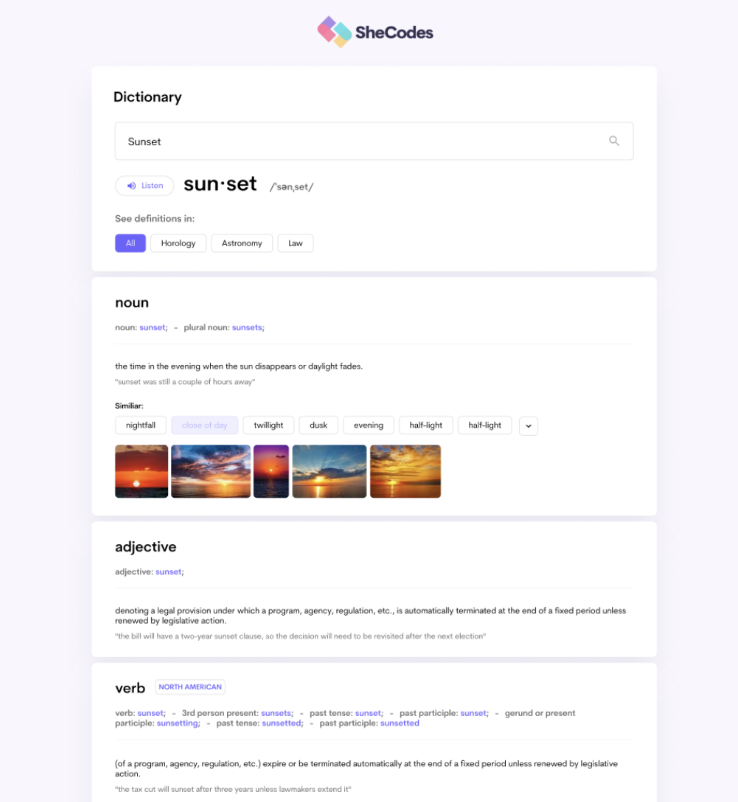 SheCodes
Dictionary
Sunset
Listen sun·set /ˈsənˌset/
See definitions in:
All Horology Astronomy Law
noun
noun: sunset; - plural noun: sunsets;
the time in the evening when the sun disappears or daylight fades.
"sunset was still a couple of hours away"
Similiar:
nightfall close of day twillight dusk evening half-light half-light
adjective
adjective: sunset;
denoting a legal provision under which a program, agency, regulation, etc., is automatically terminated at the end of a fixed period unless
renewed by legislative action.
"the bill will have a two-year sunset clause, so the decision will need to be revisited after the next election"
verb NORTH AMERICAN
verb: sunset; - 3rd person present: sunsets; - past tense: sunset; - past participle: sunset; - gerund or present
participle: sunsetting; - past tense: sunsetted; - past participle: sunsetted
(of a program, agency, regulation, etc.) expire or be terminated automatically at the end of a fixed period unless renewed by legislative
action.
"the tax cut will sunset after three years unless lawmakers extend it"